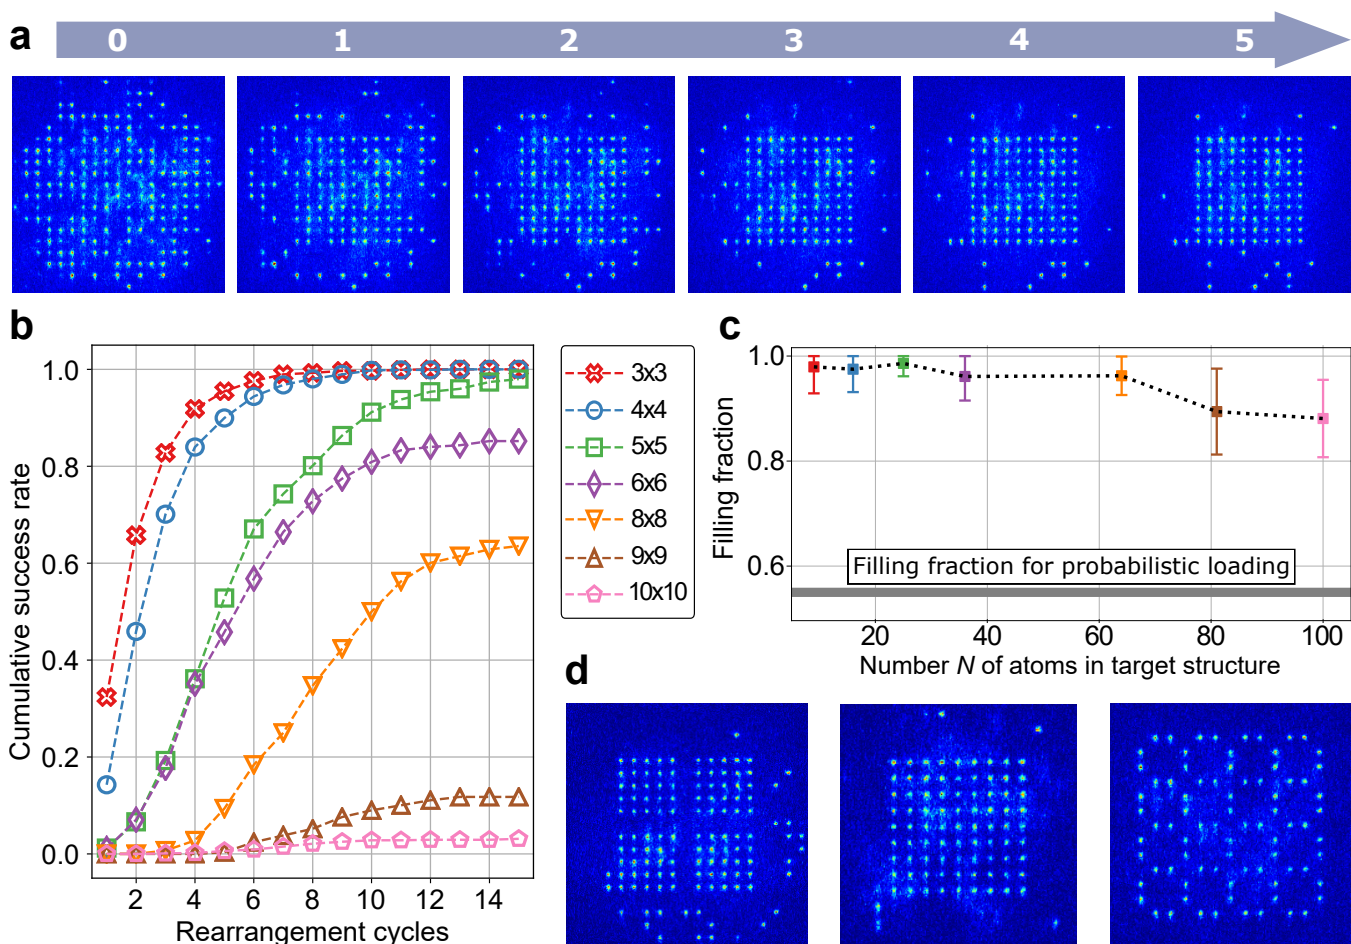 a
0 1 2 3 4 5
b
Cumulative success rate
1.0
0.8
0.6
0.4
0.2
0.0
2 4 6 8 10 12 14
Rearrangement cycles
3x3
4x4
5x5
6x6
8x8
9x9
10x10
c
Filling fraction
1.0
0.8
0.6
Filling fraction for probabilistic loading
20 40 60 80 100
Number N of atoms in target structure
d